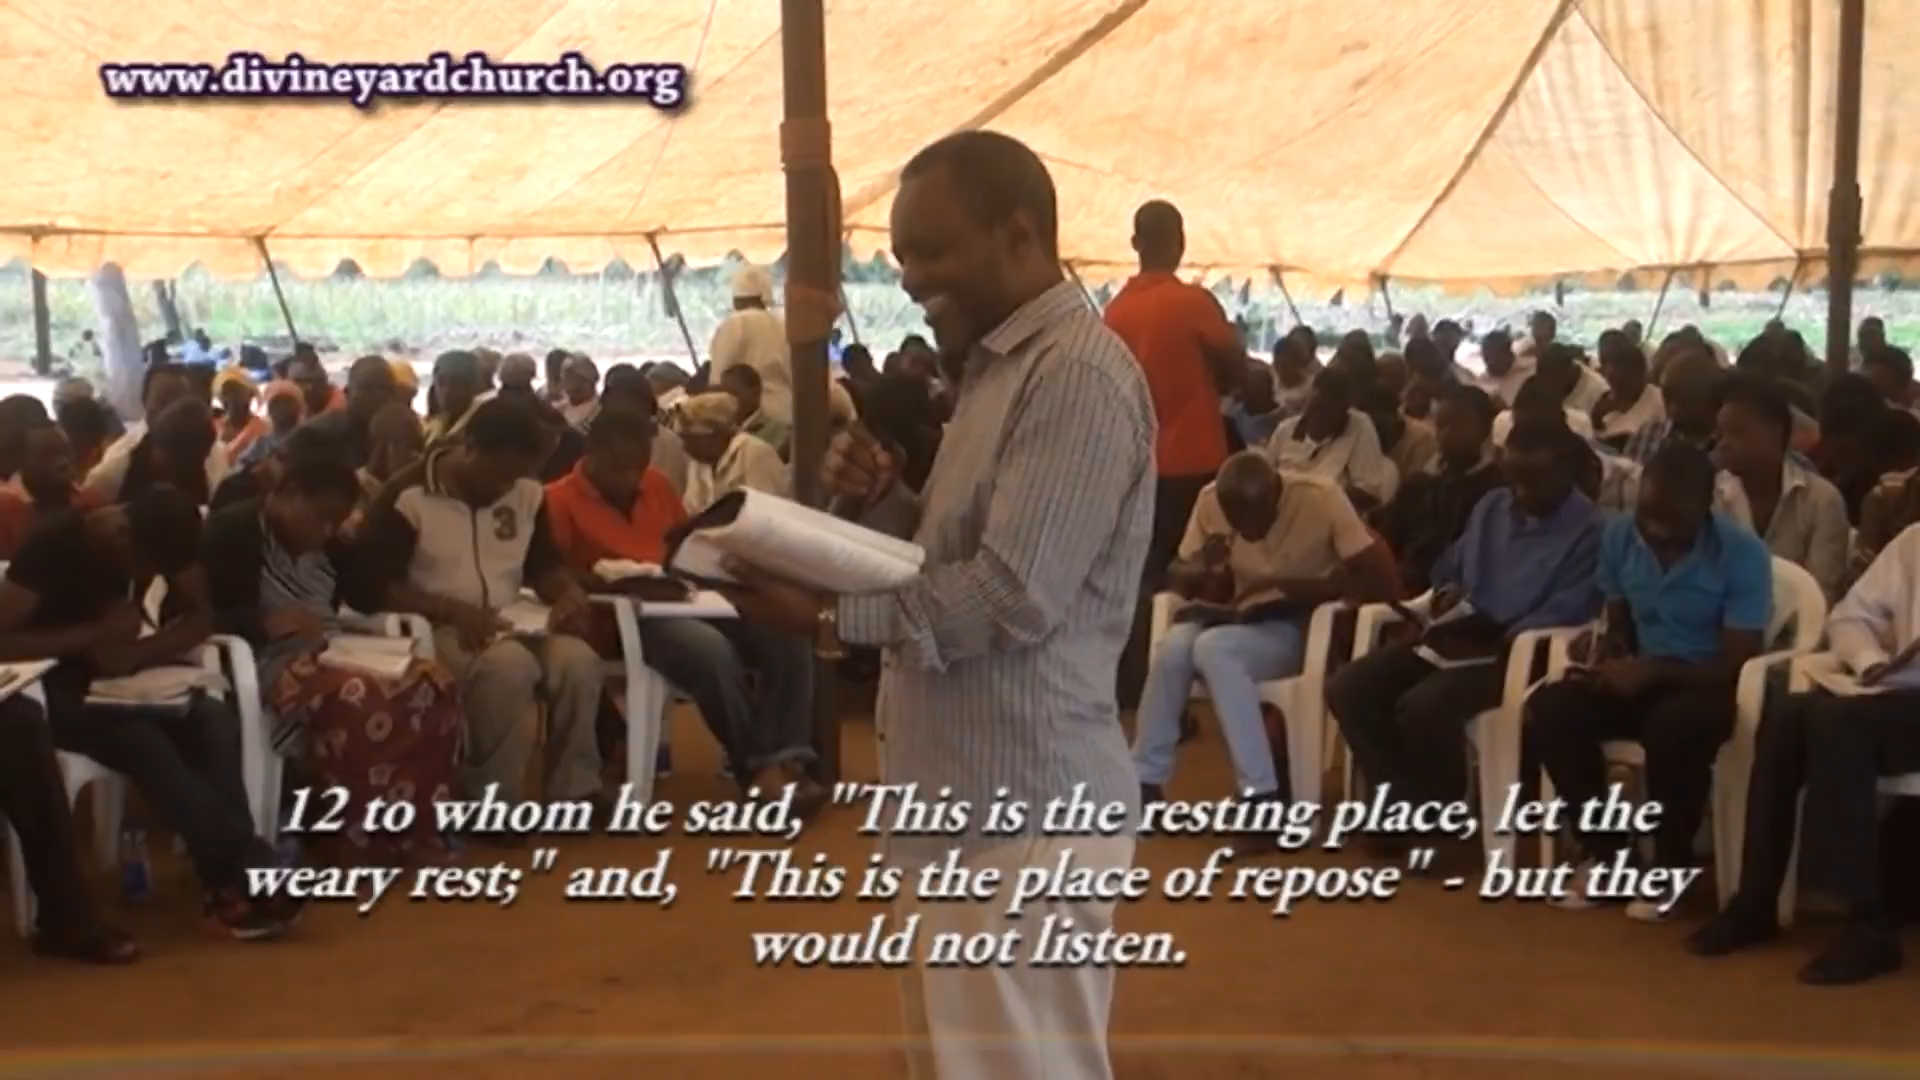 www.divineyardchurch.org
3
12 to whom he said, "This is the resting place, let the
weary rest;" and, "This is the place of repose" - but they
would not listen.